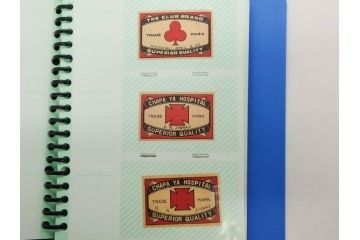 THE CLUB BRAND
TRADE MARK
SUPERIOR QUALITY
CHAPA YA HOSPITAL
TRADE MARK
SUPERIOR QUALITY
CHAPA YA HOSPITAL
TRADE MARK
SUPERIOR QUALITY